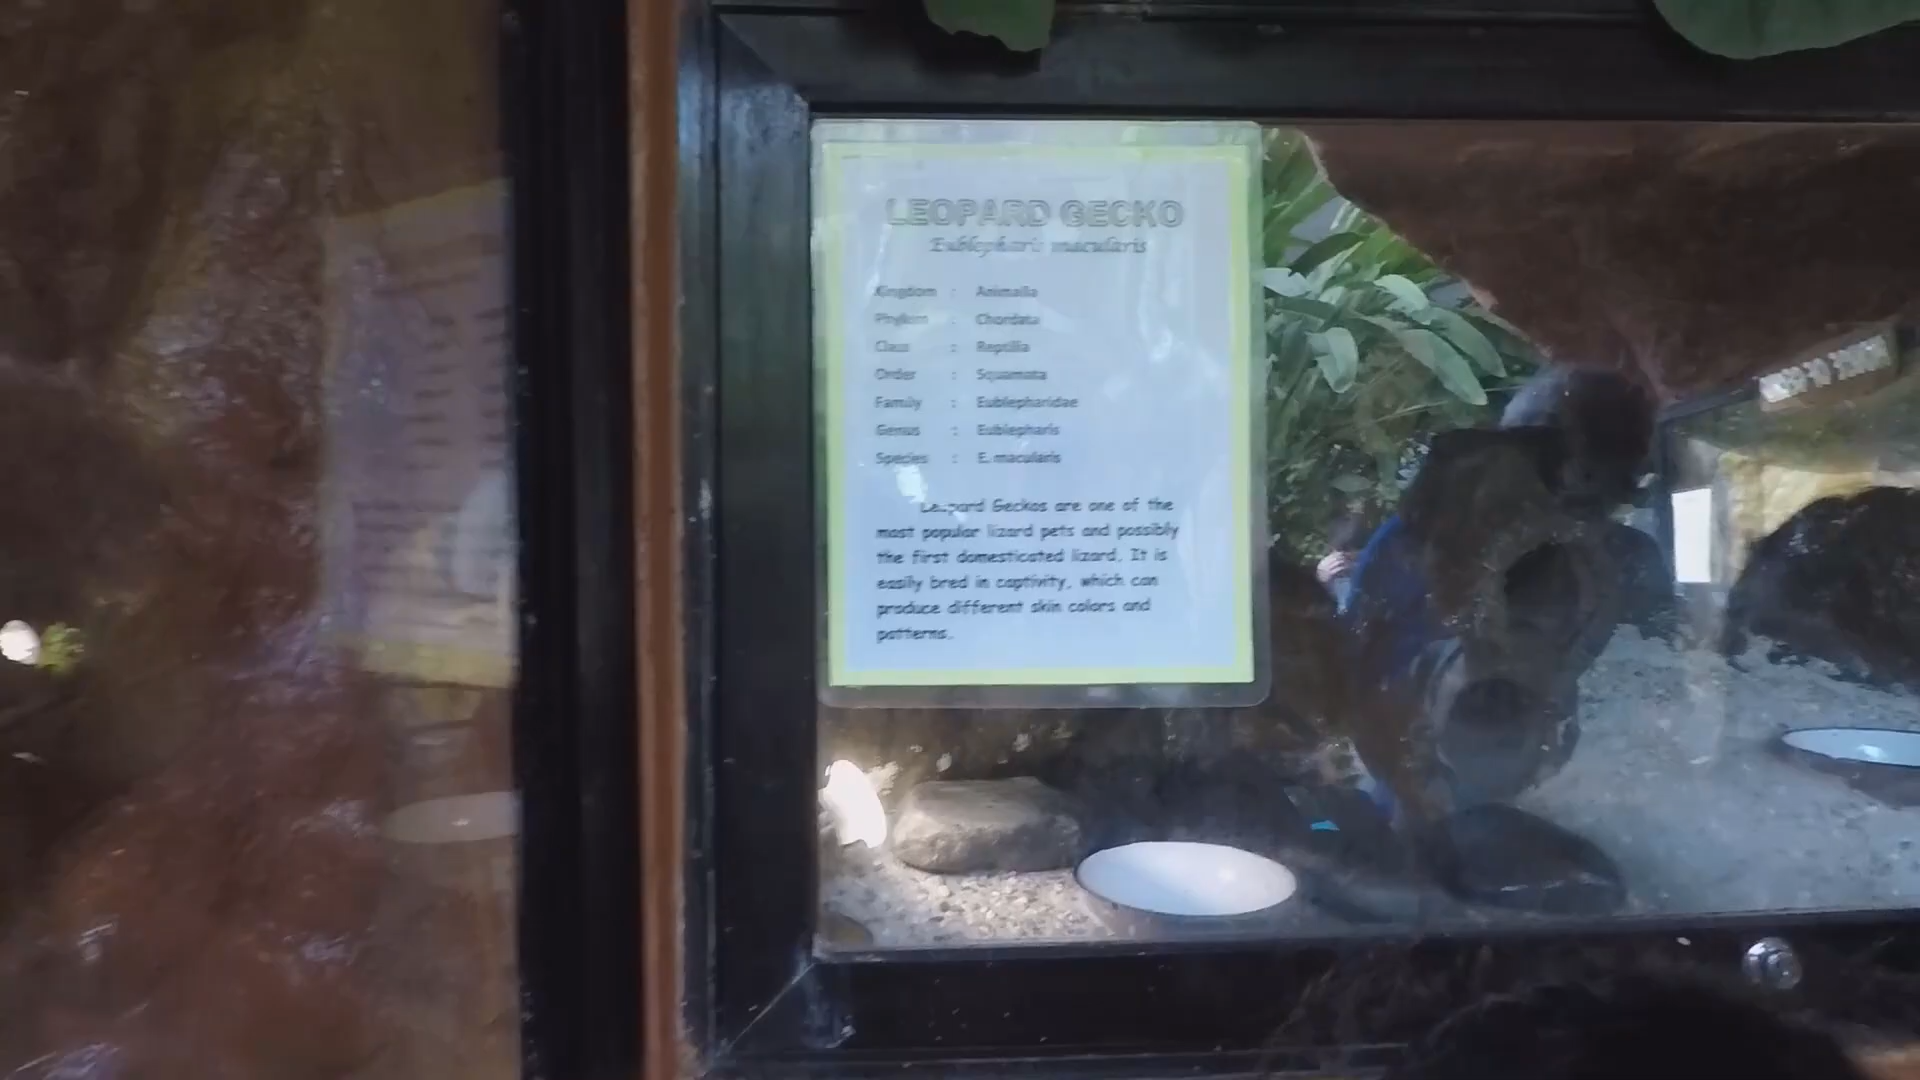 LEOPARD GECKO
Eublepharis macularis
Kingdom : Animalia
Phylum : Chordata
Class : Reptilia
Order : Squamata
Family : Eublepharidae
Genus : Eublepharis
Species : E. macularis
Leopard Geckos are one of the
most popular lizard pets and possibly
the first domesticated lizard. It is
easily bred in captivity, which can
produce different skin colors and
patterns.